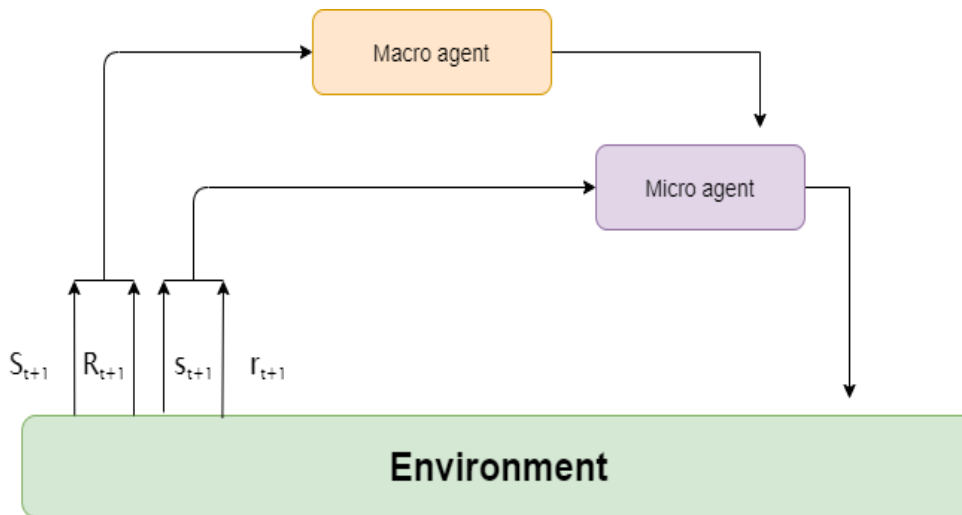 Macro agent
Micro agent
Sₜ₊₁ Rₜ₊₁ sₜ₊₁ rₜ₊₁
Environment